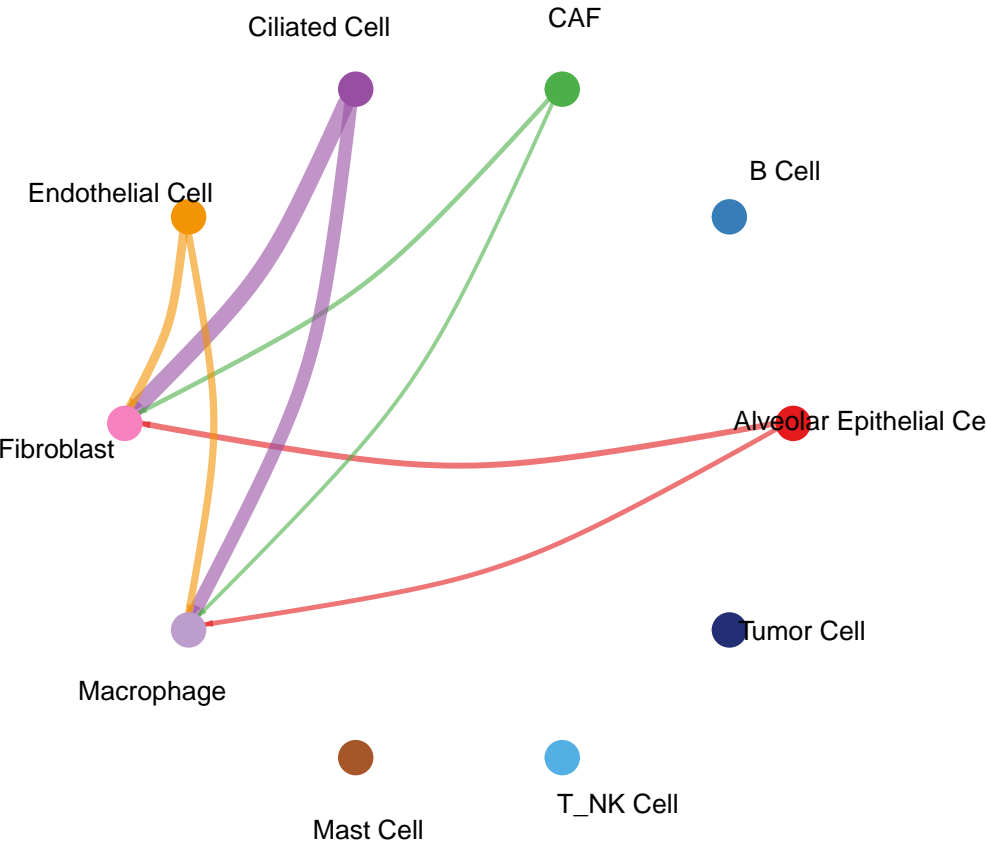 CAF
Ciliated Cell
B Cell
Endothelial Cell
Alveolar Epithelial Ce
Fibroblast
Tumor Cell
Macrophage
T_NK Cell
Mast Cell